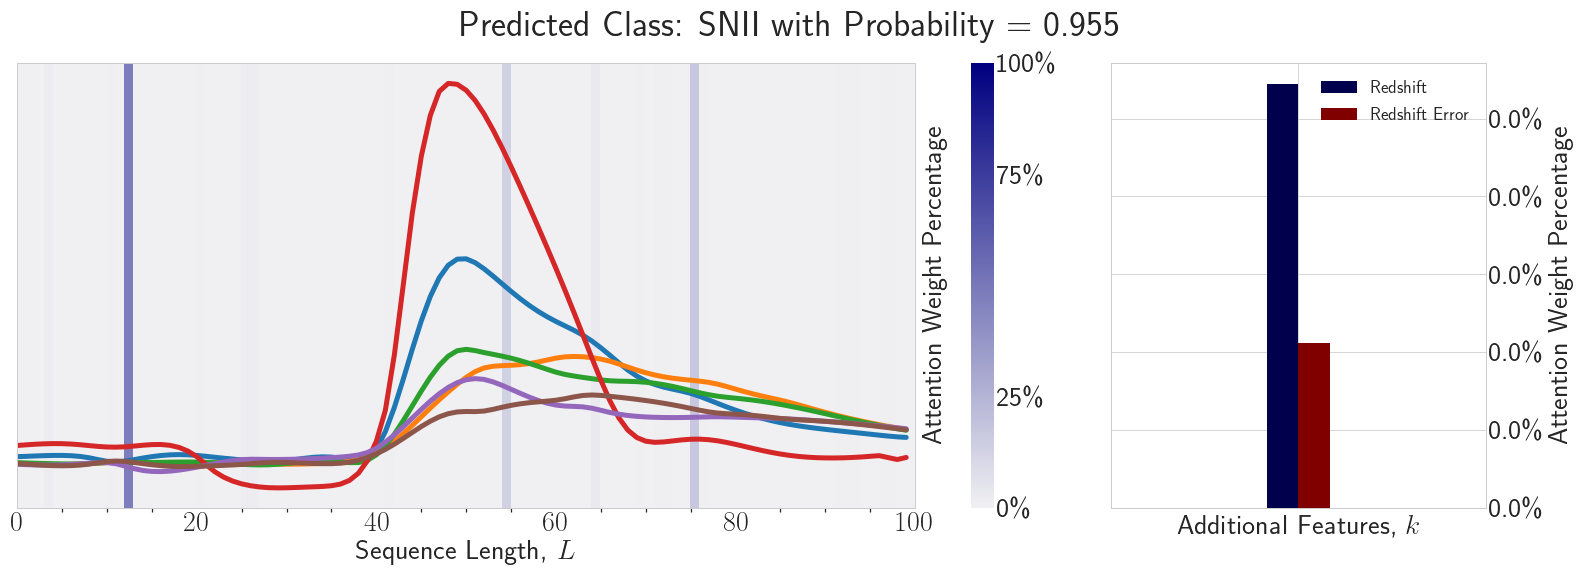 Predicted Class: SNII with Probability = 0.955
0
20
40
60
80
100
Sequence Length, L
100%
75%
25%
0%
Attention Weight Percentage
Redshift
Redshift Error
0.0%
0.0%
0.0%
0.0%
0.0%
0.0%
Attention Weight Percentage
Additional Features, k